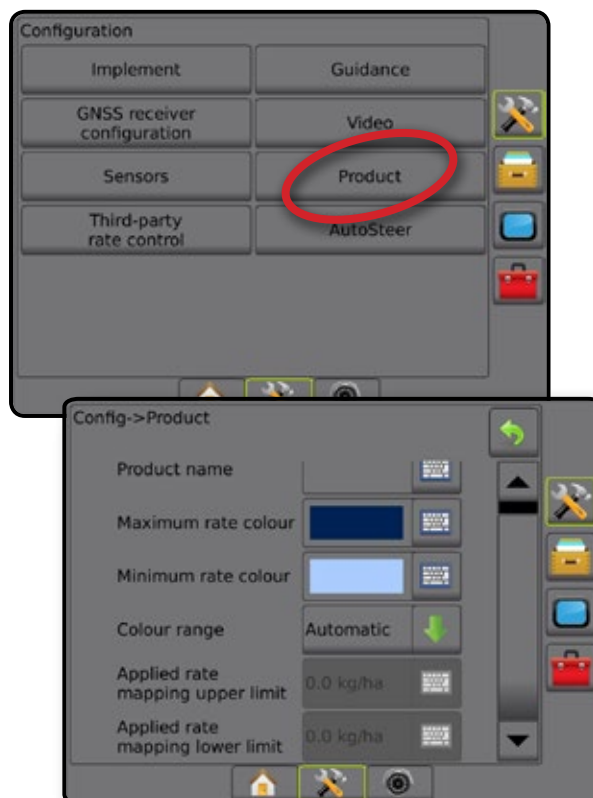 Configuration
Implement
Guidance
GNSS receiver
configuration
Video
Sensors
Product
Third-party
rate control
AutoSteer
Config->Product
Product name
Maximum rate colour
Minimum rate colour
Colour range
Automatic
Applied rate
mapping upper limit
0.0 kg/ha
Applied rate
mapping lower limit
0.0 kg/ha